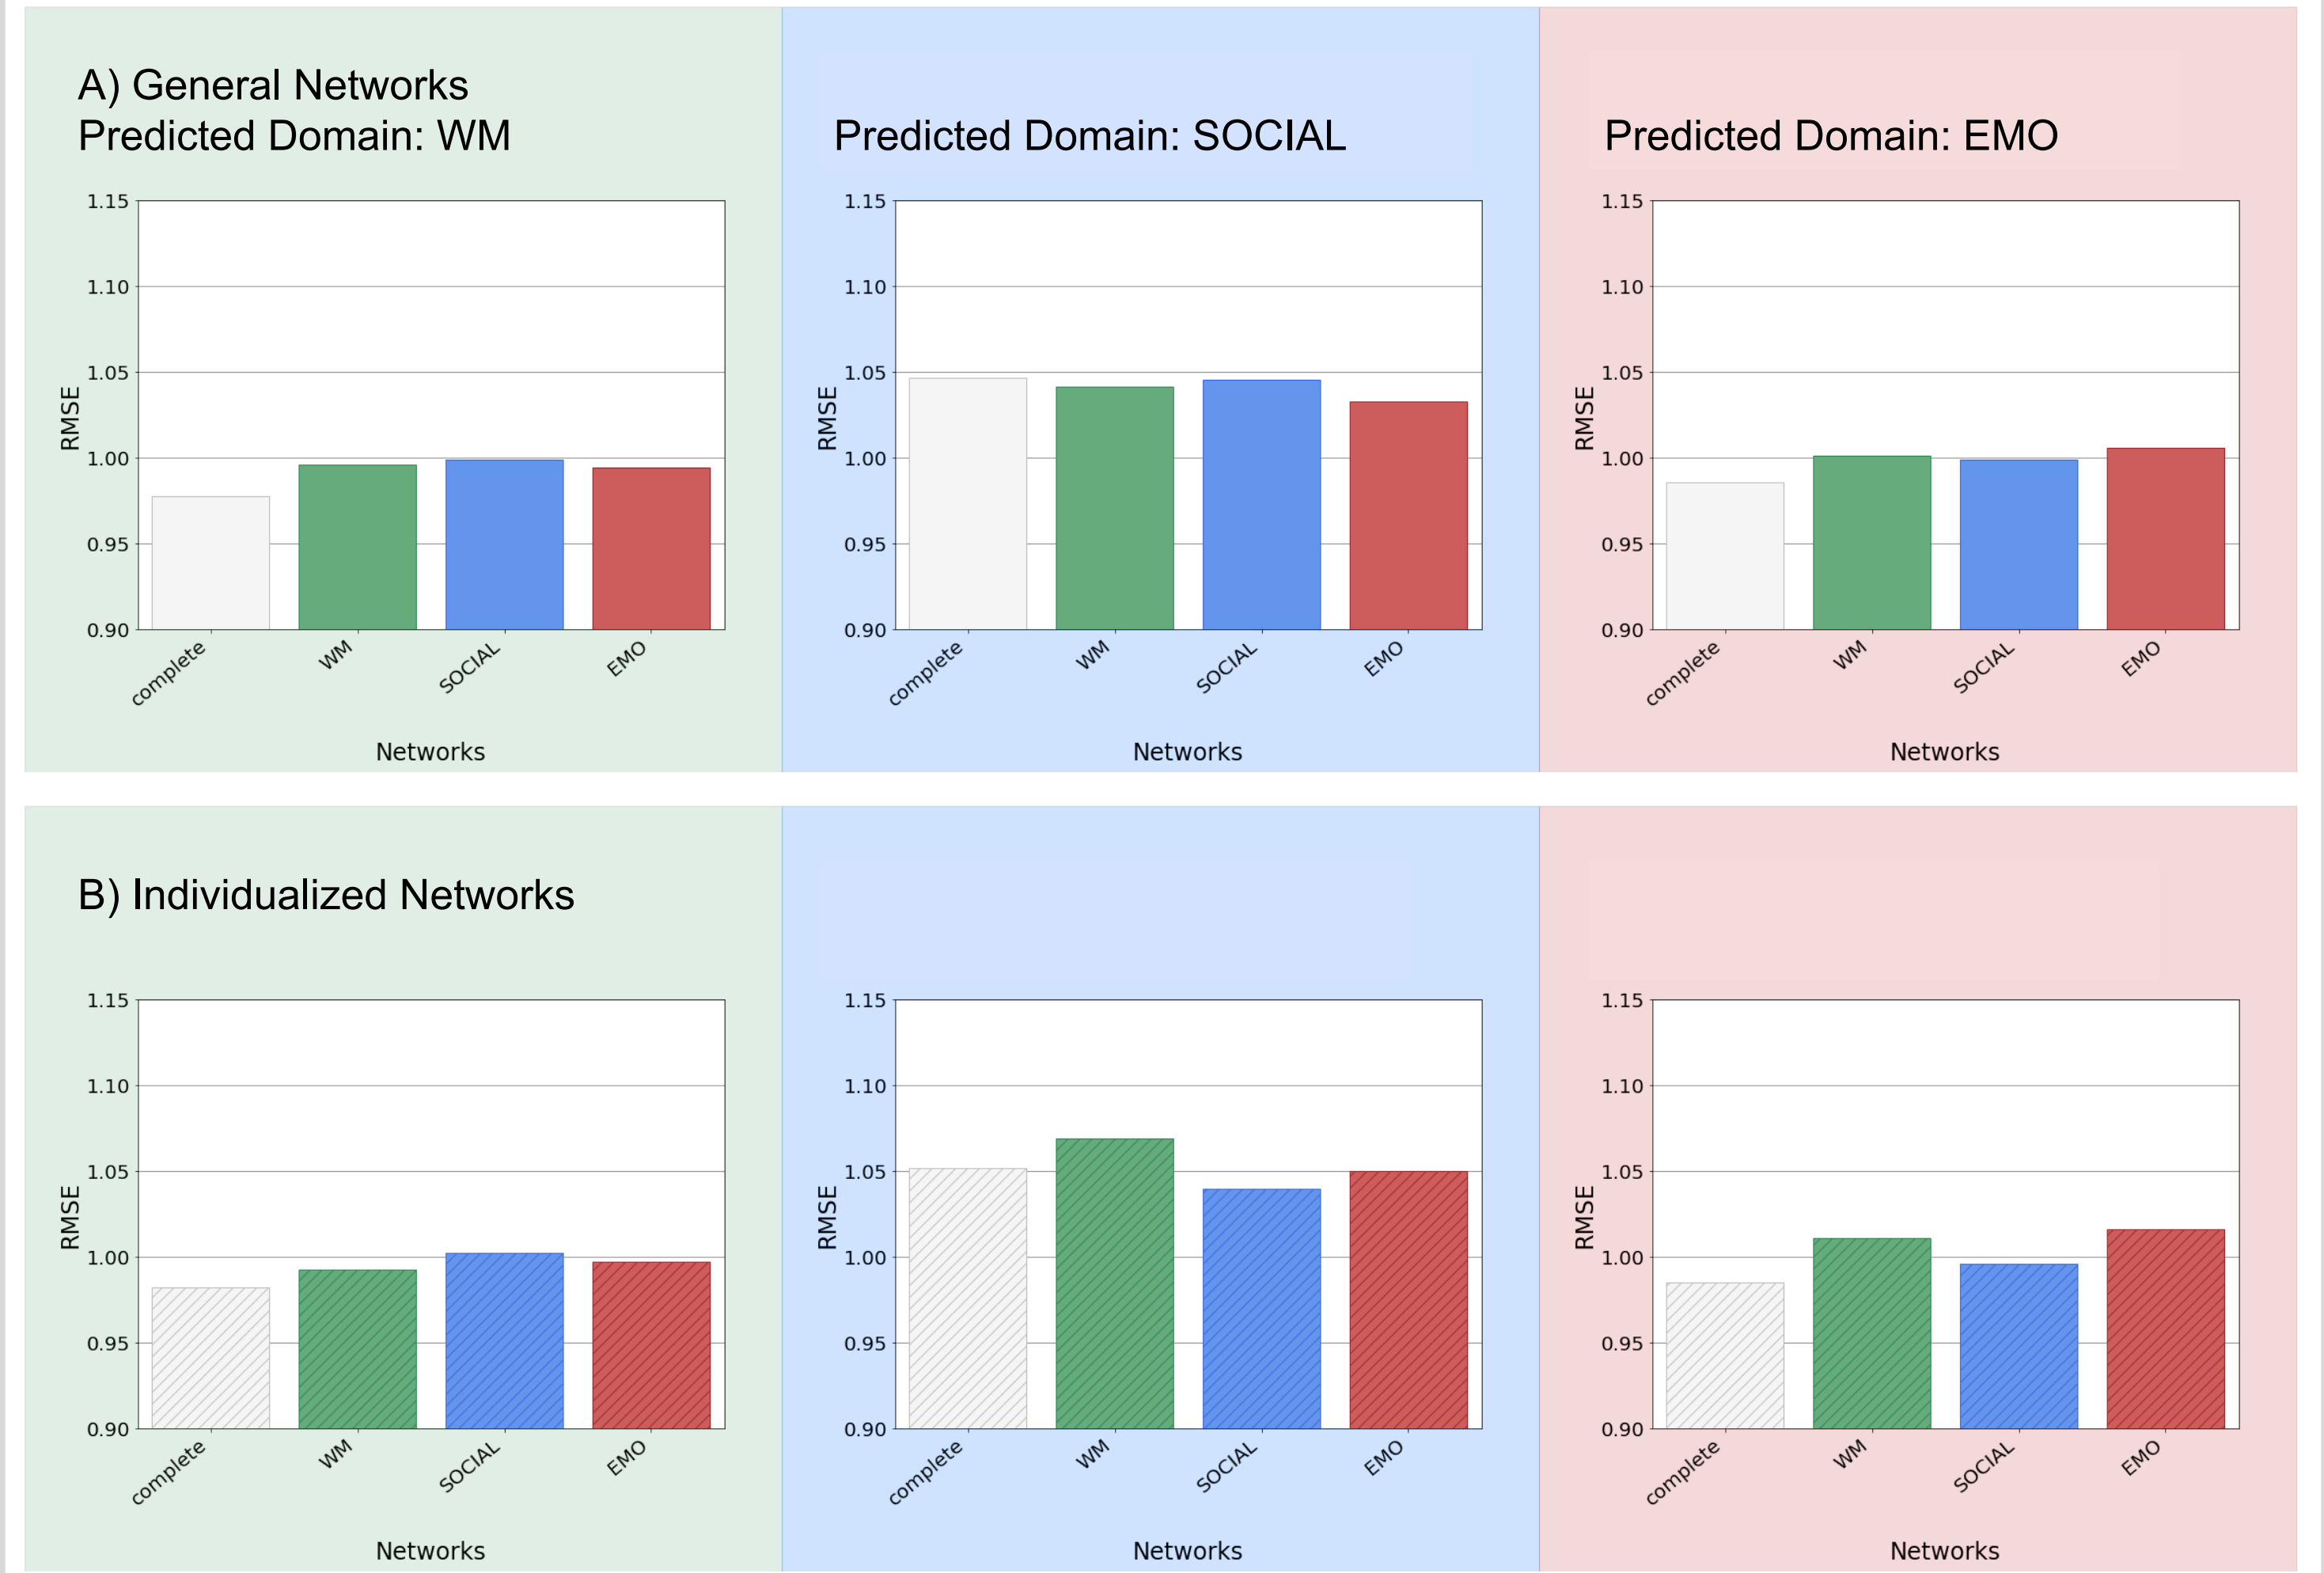 A) General Networks
Predicted Domain: WM
1.15
1.10
1.05
1.00
0.95
0.90
RMSE
complete
WM
SOCIAL
EMO
Networks
Predicted Domain: SOCIAL
1.15
1.10
1.05
1.00
0.95
0.90
RMSE
complete
WM
SOCIAL
EMO
Networks
Predicted Domain: EMO
1.15
1.10
1.05
1.00
0.95
0.90
RMSE
complete
WM
SOCIAL
EMO
Networks
B) Individualized Networks
1.15
1.10
1.05
1.00
0.95
0.90
RMSE
complete
WM
SOCIAL
EMO
Networks
1.15
1.10
1.05
1.00
0.95
0.90
RMSE
complete
WM
SOCIAL
EMO
Networks
1.15
1.10
1.05
1.00
0.95
0.90
RMSE
complete
WM
SOCIAL
EMO
Networks